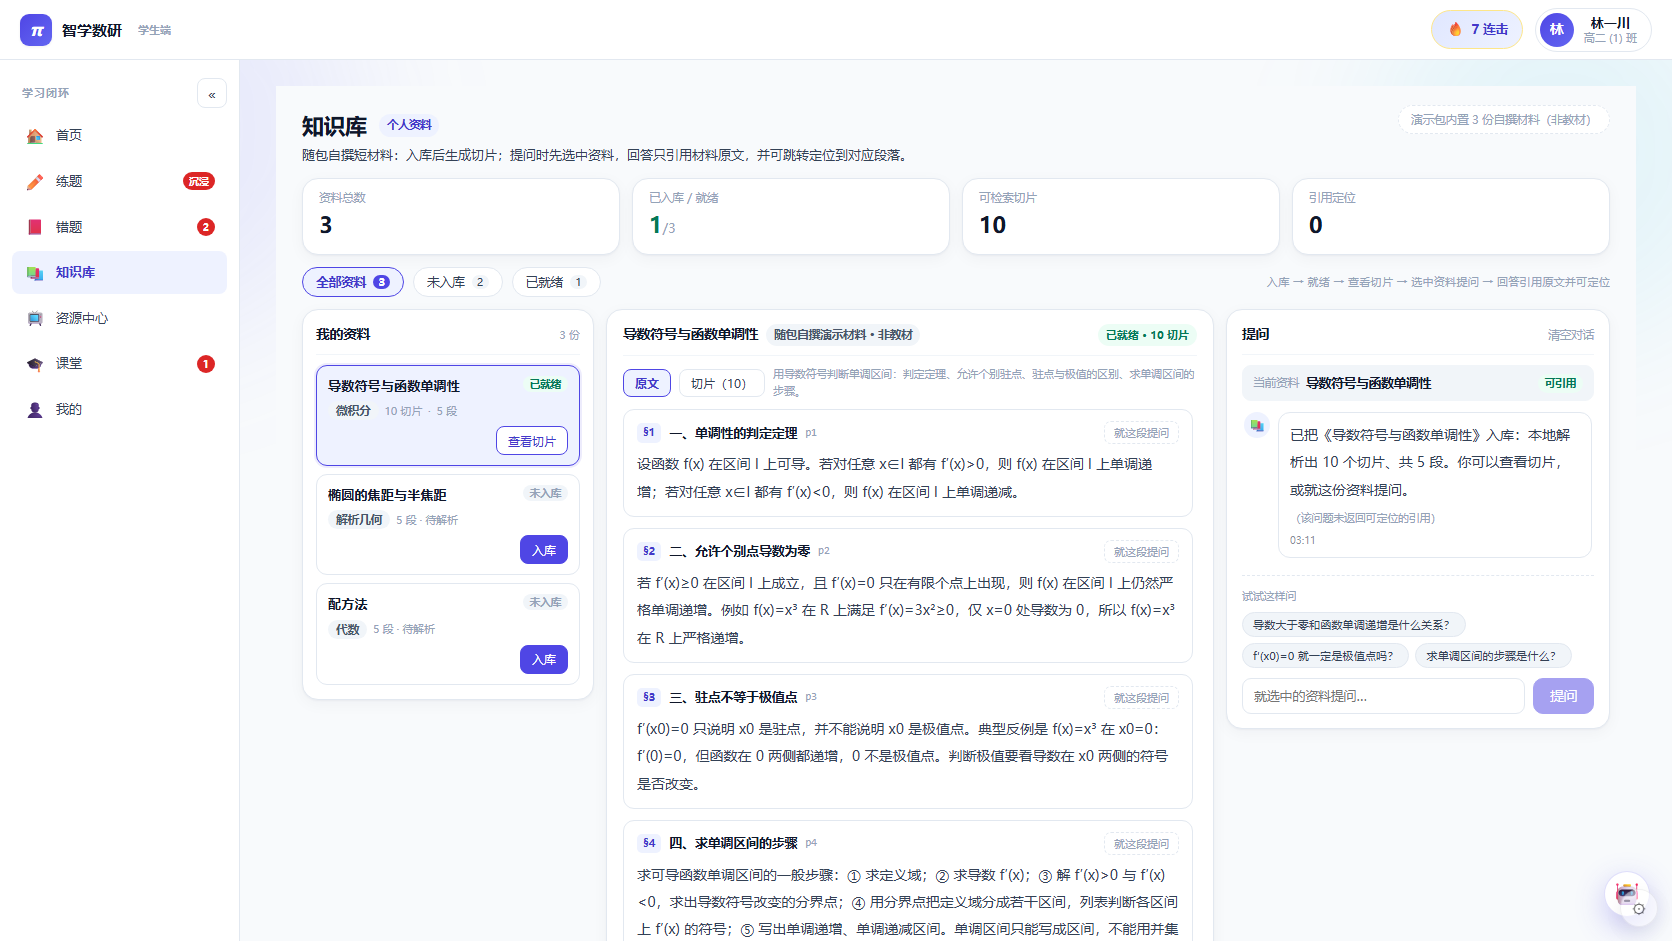 π 智学数研 学生端
7 连击
林 林一川
高二 (1) 班
学习闭环
«
首页
练题 沉浸
错题 2
知识库
资源中心
课堂 1
我的
知识库 个人资料
演示包内置 3 份自撰材料（非教材）
随包自撰短材料：入库后生成切片；提问时先选中资料，回答只引用材料原文，并可跳转定位到对应段落。
资料总数
3
已入库 / 就绪
1/3
可检索切片
10
引用定位
0
全部资料 3
未入库 2
已就绪 1
入库 → 就绪 → 查看切片 → 选中资料提问 → 回答引用原文并可定位
我的资料 3 份
导数符号与函数单调性 已就绪
微积分 10 切片 · 5 段
查看切片
椭圆的焦距与半焦距 未入库
解析几何 5 段 · 待解析
入库
配方法 未入库
代数 5 段 · 待解析
入库
导数符号与函数单调性 随包自撰演示材料 • 非教材 已就绪 • 10 切片
原文 切片（10）
用导数符号判断单调区间：判定定理、允许个别驻点、驻点与极值的区别、求单调区间的
步骤。
§1 一、单调性的判定定理 p1 就这段提问
设函数 f(x) 在区间 I 上可导。若对任意 x∈I 都有 f′(x)>0，则 f(x) 在区间 I 上单调递
增；若对任意 x∈I 都有 f′(x)<0，则 f(x) 在区间 I 上单调递减。
§2 二、允许个别点导数为零 p2 就这段提问
若 f′(x)≥0 在区间 I 上成立，且 f′(x)=0 只在有限个点上出现，则 f(x) 在区间 I 上仍然严
格单调递增。例如 f(x)=x³ 在 R 上满足 f′(x)=3x²≥0，仅 x=0 处导数为 0，所以 f(x)=x³
在 R 上严格递增。
§3 三、驻点不等于极值点 p3 就这段提问
f′(x0)=0 只说明 x0 是驻点，并不能说明 x0 是极值点。典型反例是 f(x)=x³ 在 x0=0：
f′(0)=0，但函数在 0 两侧都递增，0 不是极值点。判断极值要看导数在 x0 两侧的符号
是否改变。
§4 四、求单调区间的步骤 p4 就这段提问
求可导函数单调区间的一般步骤：① 求定义域；② 求导数 f′(x)；③ 解 f′(x)>0 与 f′(x)
<0，求出导数符号改变的分界点；④ 用分界点把定义域分成若干区间，列表判断各区间
上 f′(x) 的符号；⑤ 写出单调递增、单调递减区间。单调区间只能写成区间，不能用并集
提问 清空对话
当前资料 导数符号与函数单调性 可引用
已把《导数符号与函数单调性》入库：本地解
析出 10 个切片、共 5 段。你可以查看切片，
或就这份资料提问。
（该问题未返回可定位的引用）
03:11
试试这样问
导数大于零和函数单调递增是什么关系？
f′(x0)=0 就一定是极值点吗？
求单调区间的步骤是什么？
就选中的资料提问...
提问